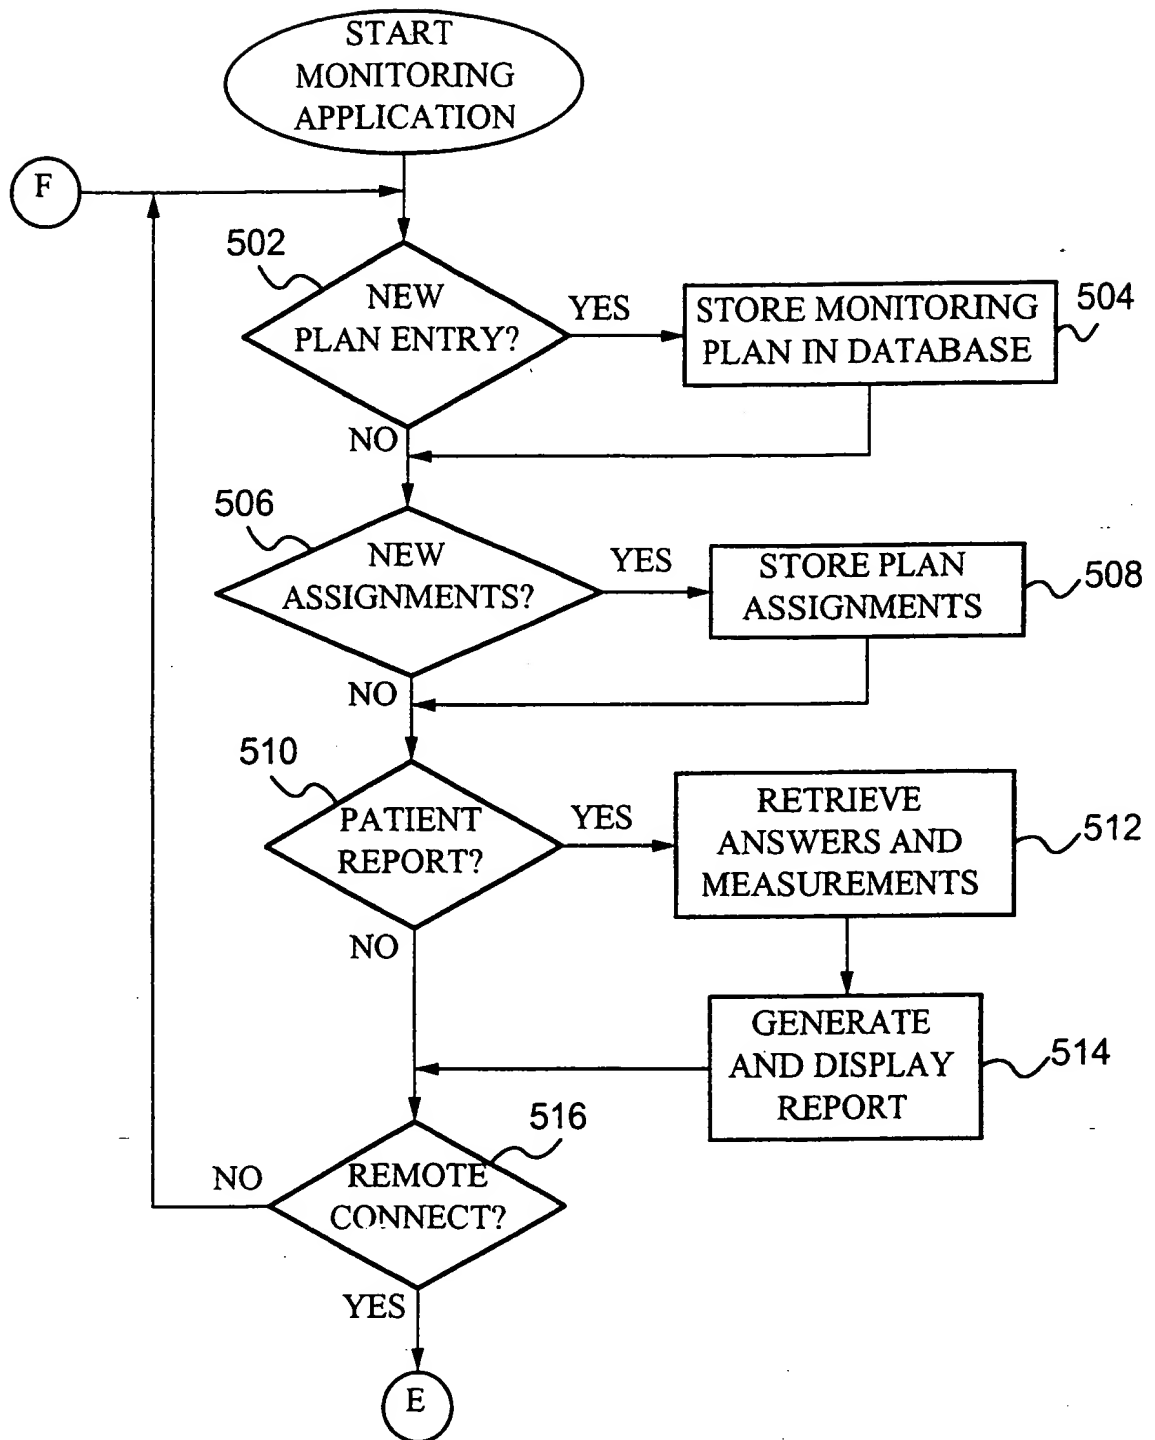 START
MONITORING
APPLICATION
F
502
NEW
PLAN ENTRY?
YES
STORE MONITORING
PLAN IN DATABASE
504
NO
506
NEW
ASSIGNMENTS?
YES
STORE PLAN
ASSIGNMENTS
508
NO
510
PATIENT
REPORT?
YES
RETRIEVE
ANSWERS AND
MEASUREMENTS
512
NO
GENERATE
AND DISPLAY
REPORT
514
516
REMOTE
CONNECT?
NO
YES
E